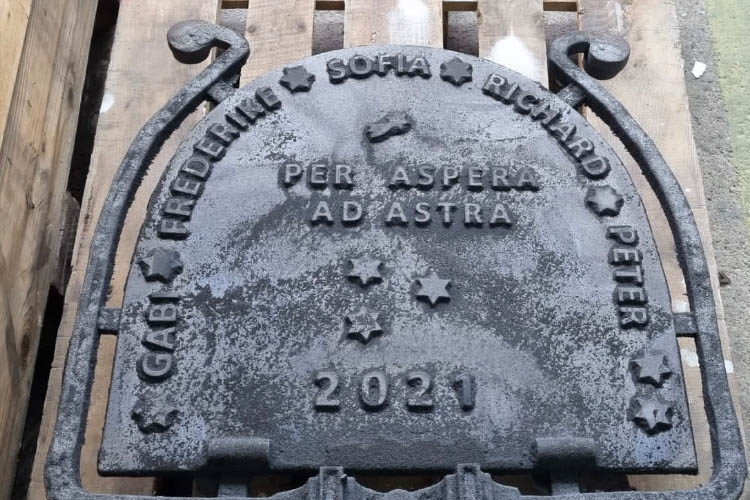 GABI FREDERIKE SOFIA RICHARD PETER
PER ASPERA
AD ASTRA
2021